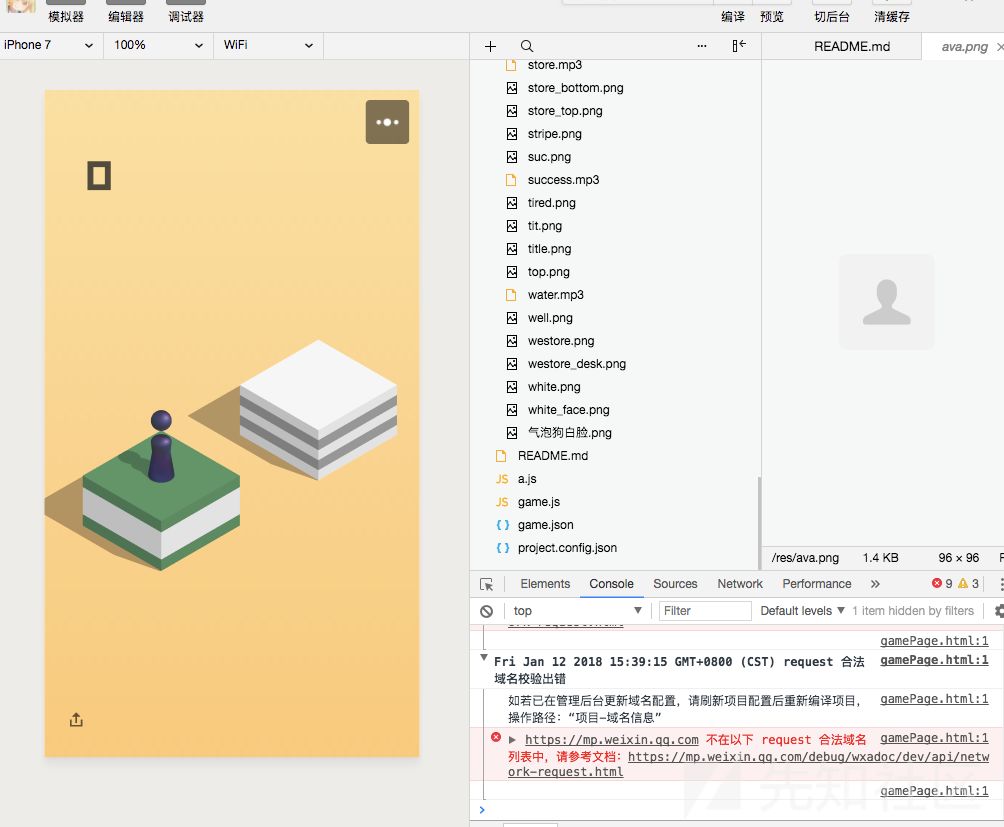 模拟器 编辑器 调试器 编译 预览 切后台 清缓存
iPhone 7 100% WiFi
README.md ava.png
store.mp3
store_bottom.png
store_top.png
stripe.png
suc.png
success.mp3
tired.png
tit.png
title.png
top.png
water.mp3
well.png
westore.png
westore_desk.png
white.png
white_face.png
气泡狗白脸.png
README.md
JS a.js
JS game.js
{ } game.json
{ } project.config.json
/res/ava.png 1.4 KB 96 × 96
Elements Console Sources Network Performance » 9 3
top Filter Default levels 1 item hidden by filters
gamePage.html:1
Fri Jan 12 2018 15:39:15 GMT+0800 (CST) request 合法 gamePage.html:1
域名校验出错
如若已在管理后台更新域名配置，请刷新项目配置后重新编译项目， gamePage.html:1
操作路径：“项目-域名信息”
https://mp.weixin.qq.com 不在以下 request 合法域名 gamePage.html:1
列表中，请参考文档：https://mp.weixin.qq.com/debug/wxadoc/dev/api/netw
ork-request.html
gamePage.html:1
先知社区